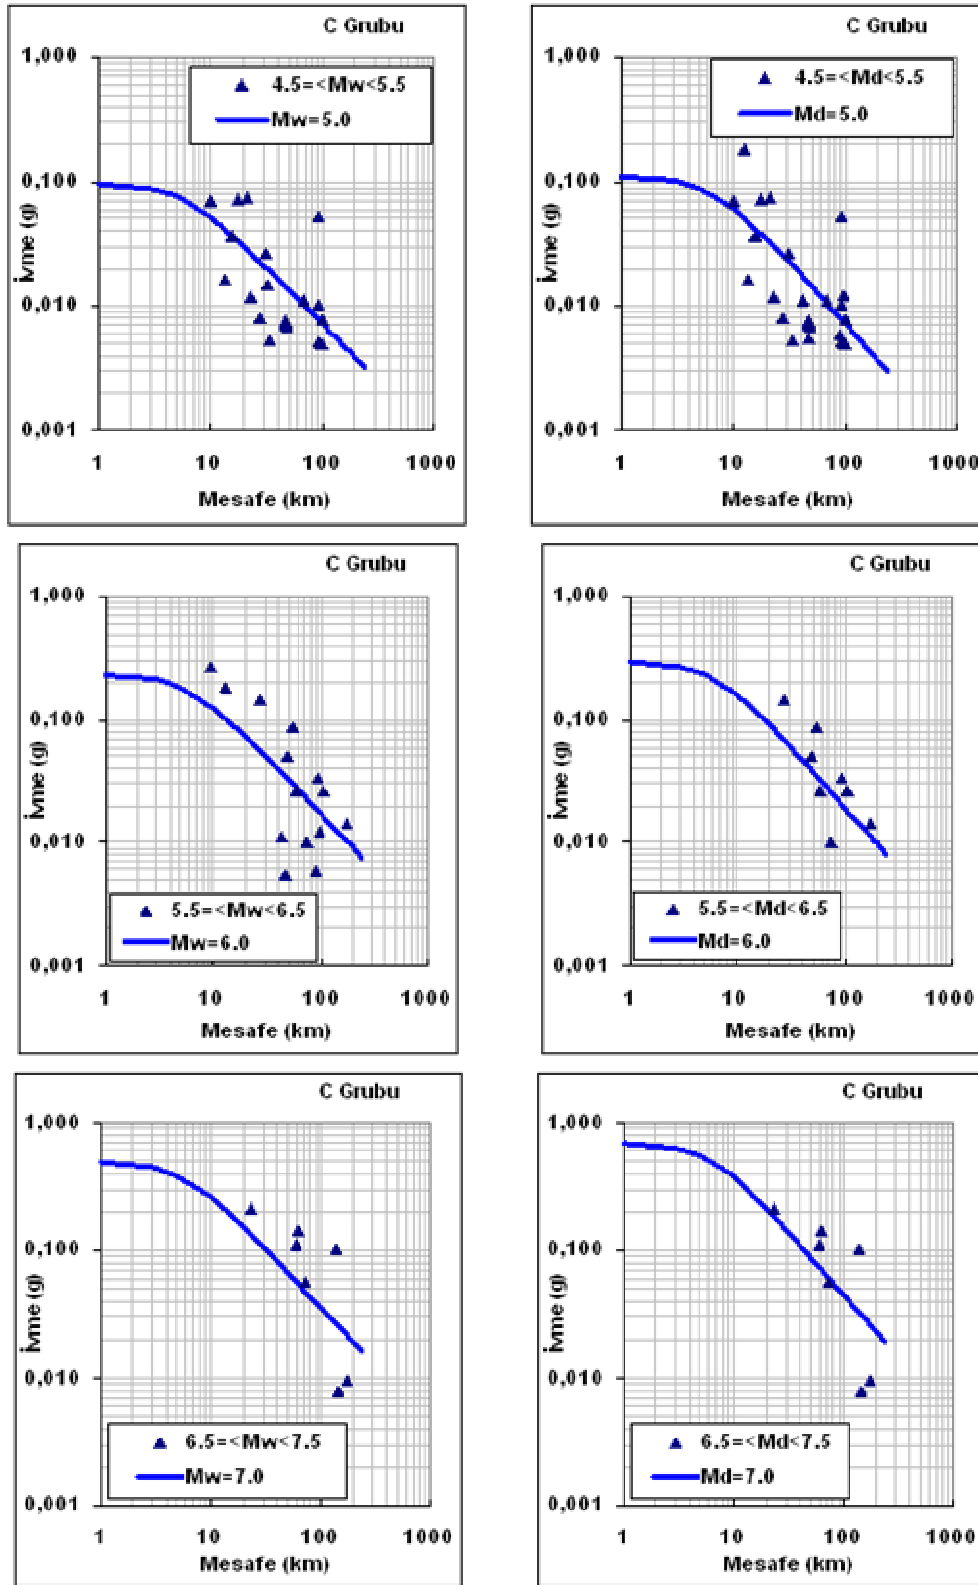 C Grubu
1,000
0,100
0,010
0,001
İvme (g)
4.5=<Mw<5.5
Mw=5.0
1 10 100 1000
Mesafe (km)
C Grubu
1,000
0,100
0,010
0,001
İvme (g)
4.5=<Md<5.5
Md=5.0
1 10 100 1000
Mesafe (km)
C Grubu
1,000
0,100
0,010
0,001
İvme (g)
5.5=<Mw<6.5
Mw=6.0
1 10 100 1000
Mesafe (km)
C Grubu
1,000
0,100
0,010
0,001
İvme (g)
5.5=<Md<6.5
Md=6.0
1 10 100 1000
Mesafe (km)
C Grubu
1,000
0,100
0,010
0,001
İvme (g)
6.5=<Mw<7.5
Mw=7.0
1 10 100 1000
Mesafe (km)
C Grubu
1,000
0,100
0,010
0,001
İvme (g)
6.5=<Md<7.5
Md=7.0
1 10 100 1000
Mesafe (km)